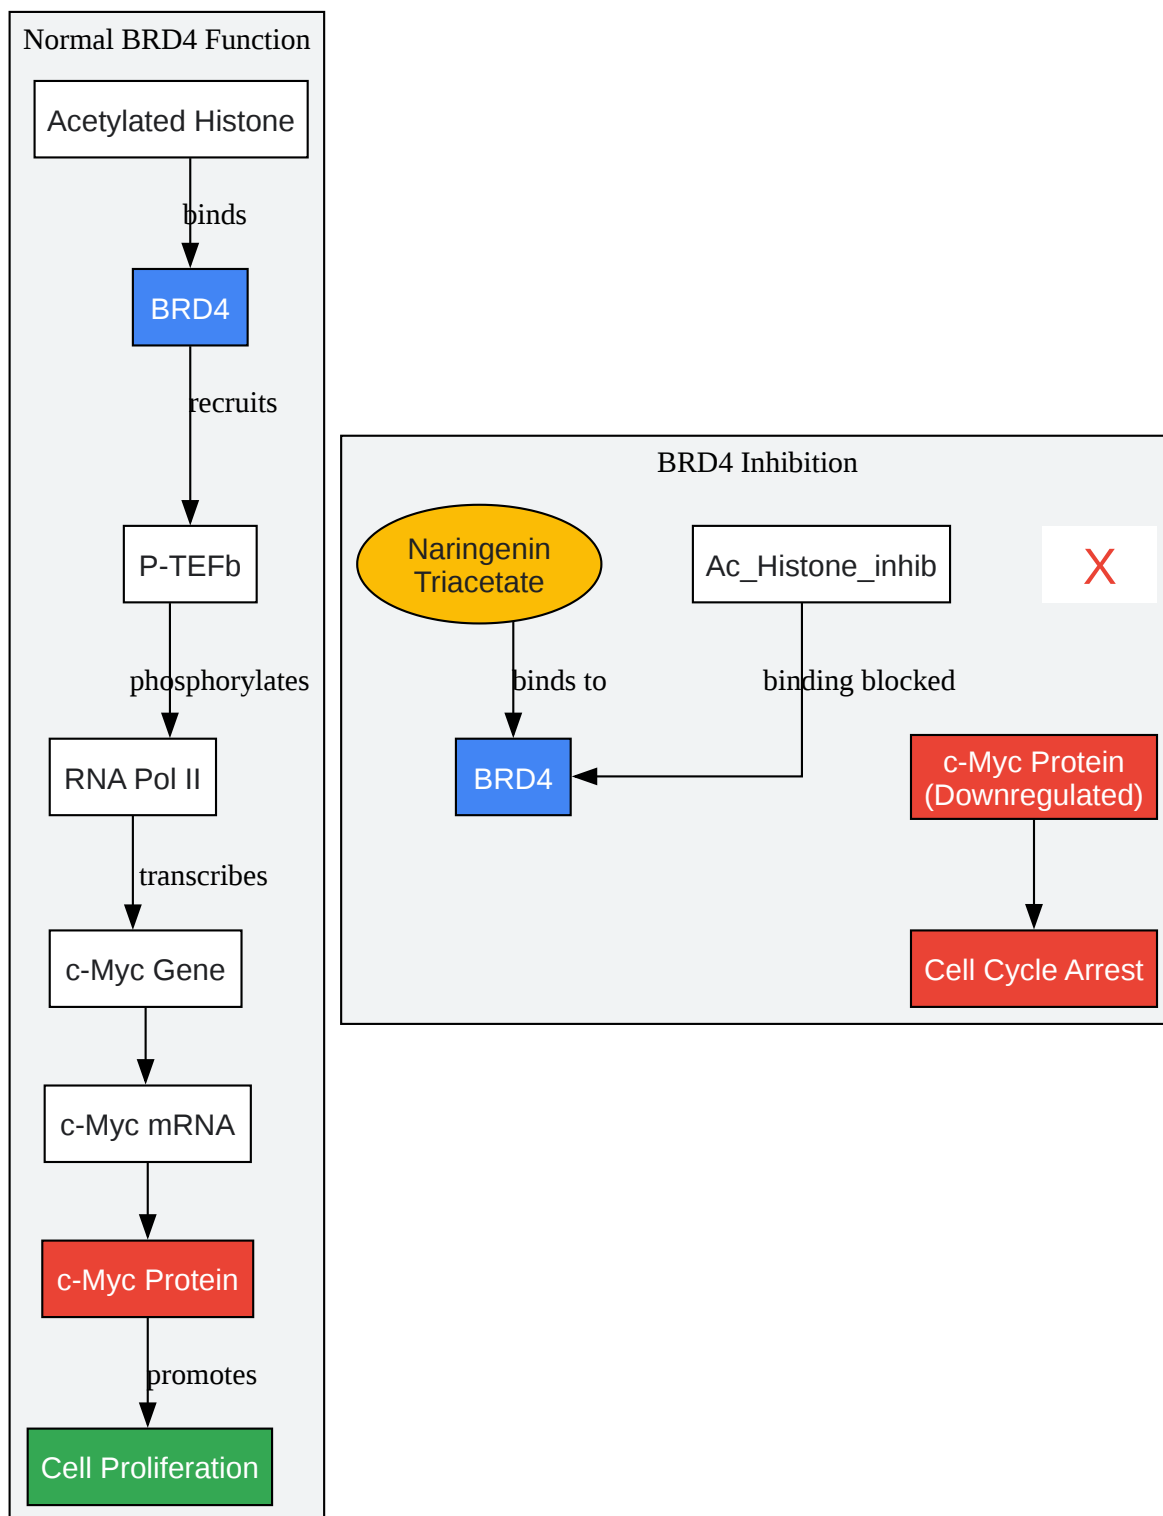 Normal BRD4 Function
Acetylated Histone
binds
BRD4
recruits
P-TEFb
phosphorylates
RNA Pol II
transcribes
c-Myc Gene
c-Myc mRNA
c-Myc Protein
promotes
Cell Proliferation
BRD4 Inhibition
Naringenin
Triacetate
Ac_Histone_inhib
X
binds to
binding blocked
BRD4
c-Myc Protein
(Downregulated)
Cell Cycle Arrest